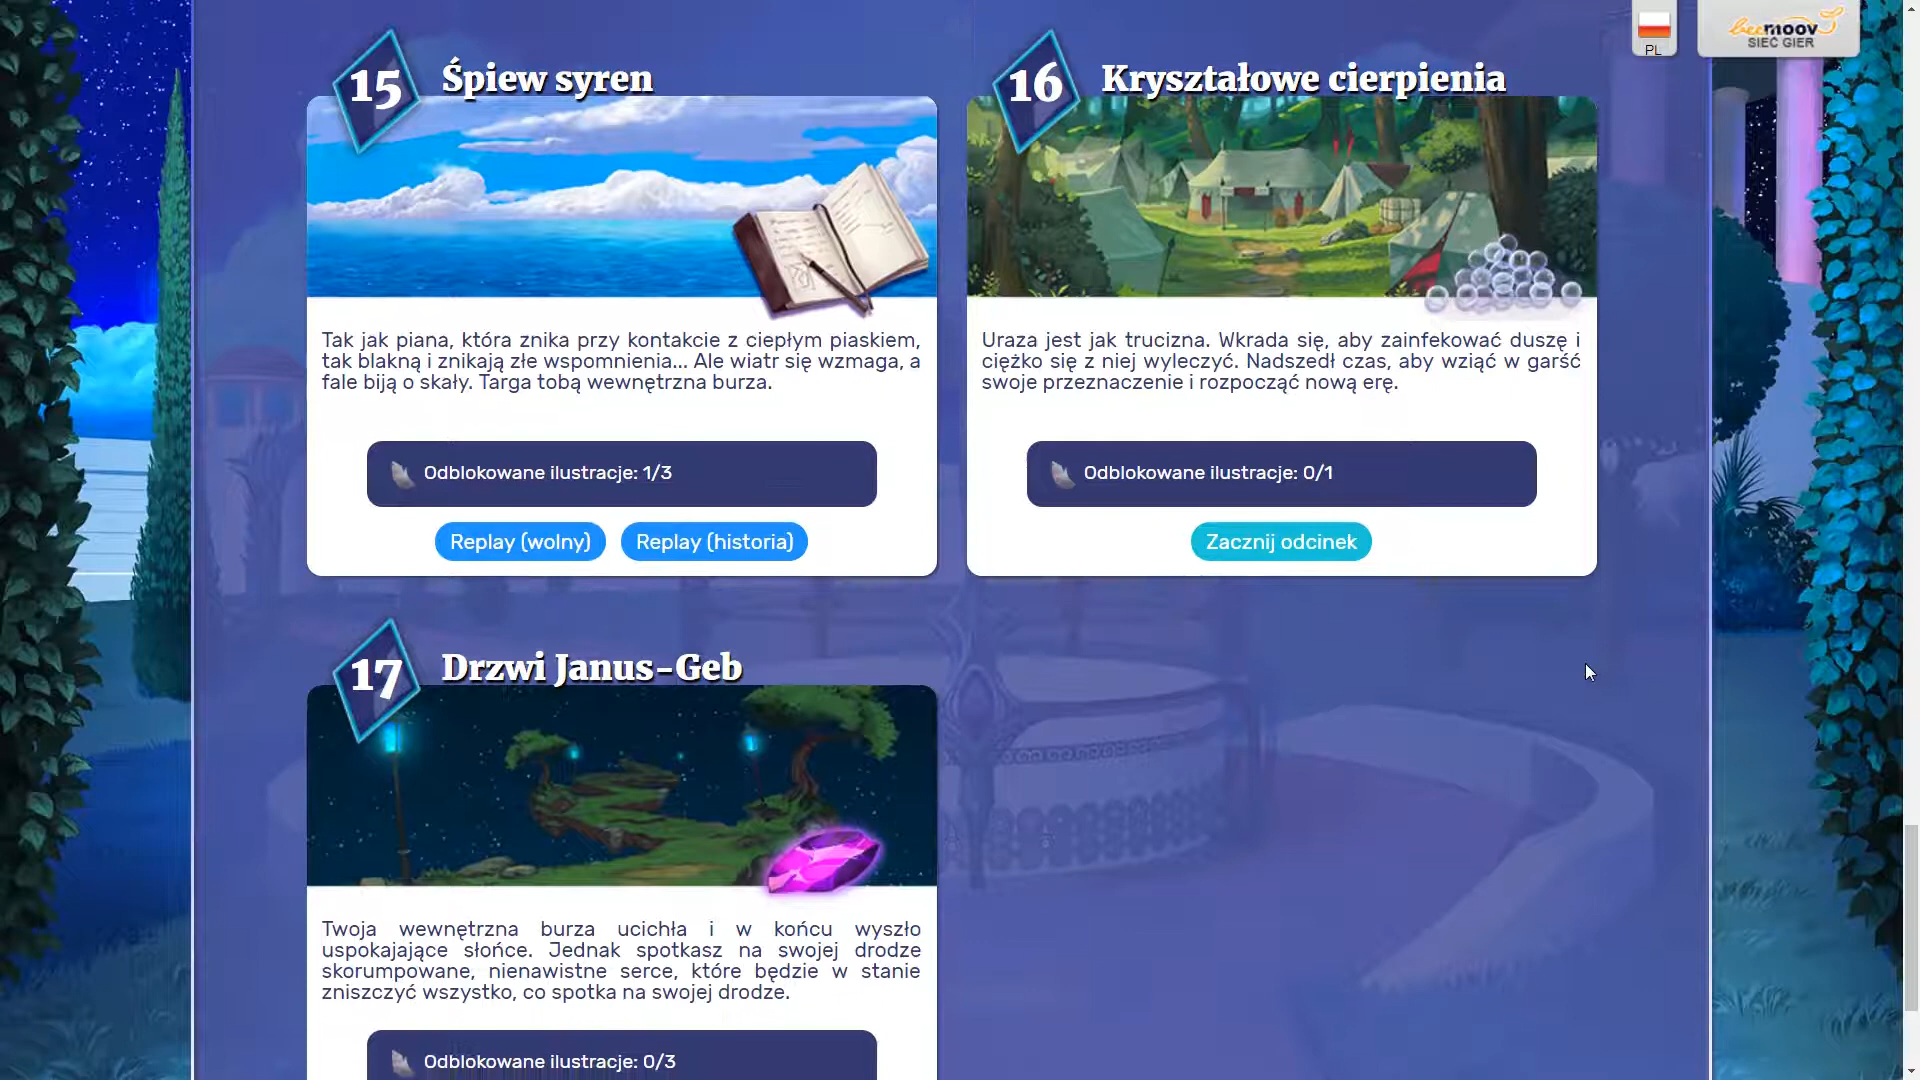 PL
beemoov
SIEĆ GIER
15
Śpiew syren
Tak jak piana, która znika przy kontakcie z ciepłym piaskiem,
tak blakną i znikają złe wspomnienia... Ale wiatr się wzmaga, a
fale biją o skały. Targa tobą wewnętrzna burza.
Odblokowane ilustracje: 1/3
Replay (wolny)
Replay (historia)
16
Kryształowe cierpienia
Uraza jest jak trucizna. Wkrada się, aby zainfekować duszę i
ciężko się z niej wyleczyć. Nadszedł czas, aby wziąć w garść
swoje przeznaczenie i rozpocząć nową erę.
Odblokowane ilustracje: 0/1
Zacznij odcinek
17
Drzwi Janus-Geb
Twoja wewnętrzna burza ucichła i w końcu wyszło
uspokajające słońce. Jednak spotkasz na swojej drodze
skorumpowane, nienawistne serce, które będzie w stanie
zniszczyć wszystko, co spotka na swojej drodze.
Odblokowane ilustracje: 0/3